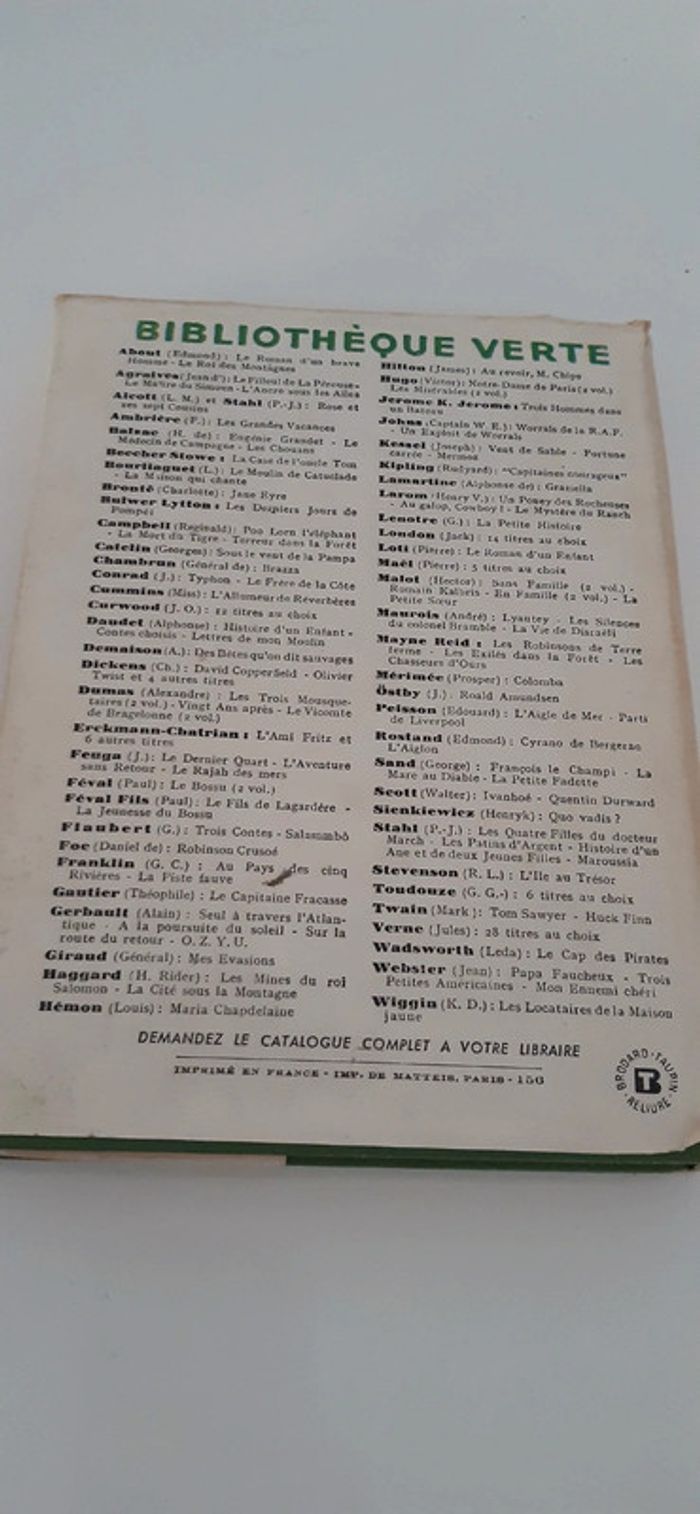 BIBLIOTHÈQUE VERTE
About (Edmond) : Le Roman d'un brave
Homme - Le Roi des Montagnes
Agraives (Jean d') : Le Filleul de La Pérouse -
Le Maître du Simoun - L'Ancre sous les Ailes
Alcott (L. M.) et Stahl (P.-J.) : Rose et
ses sept Cousins
Ambrière (F.) : Les Grandes Vacances
Balzac (H. de) : Eugénie Grandet - Le
Médecin de Campagne - Les Chouans
Beecher Stowe : La Case de l'oncle Tom
Bourliaguet (L.) : Le Moulin de Catuclade
- La Maison qui chante
Brontë (Charlotte) : Jane Eyre
Bulwer Lytton : Les Derniers Jours de
Pompéi
Campbell (Reginald) : Poo Lorn l'éléphant
- La Mort du Tigre - Terreur dans la Forêt
Catelin (Georges) : Sous le vent de la Pampa
Chambrun (Général de) : Brazza
Conrad (J.) : Typhon - Le Frère de la Côte
Cummins (Miss) : L'Allumeur de Réverbères
Curwood (J. O.) : 12 titres au choix
Daudet (Alphonse) : Histoire d'un Enfant -
Contes choisis - Lettres de mon Moulin
Demaison (A.) : Des Bêtes qu'on dit sauvages
Dickens (Ch.) : David Copperfield - Olivier
Twist et 4 autres titres
Dumas (Alexandre) : Les Trois Mousque-
taires (2 vol.) - Vingt Ans après - Le Vicomte
de Bragelonne (2 vol.)
Erckmann-Chatrian : L'Ami Fritz et
6 autres titres
Feuga (J.) : Le Dernier Quart - L'Aventure
sans Retour - Le Rajah des mers
Féval (Paul) : Le Bossu (2 vol.)
Féval Fils (Paul) : Le Fils de Lagardère -
La Jeunesse du Bossu
Flaubert (G.) : Trois Contes - Salammbô
Foe (Daniel de) : Robinson Crusoé
Franklin (G. C.) : Au Pays des cinq
Rivières - La Piste fauve
Gautier (Théophile) : Le Capitaine Fracasse
Gerbault (Alain) : Seul à travers l'Atlan-
tique - A la poursuite du soleil - Sur la
route du retour - O. Z. Y. U.
Giraud (Général) : Mes Evasions
Haggard (H. Rider) : Les Mines du roi
Salomon - La Cité sous la Montagne
Hémon (Louis) : Maria Chapdelaine
Hilton (James) : Au revoir, M. Chips
Hugo (Victor) : Notre-Dame de Paris (2 vol.)
Les Misérables (2 vol.)
Jerome K. Jerome : Trois Hommes dans
un Bateau
Johns (Captain W. E.) : Worrals de la R.A.F.
- Un Exploit de Worrals
Kessel (Joseph) : Vent de Sable - Fortune
carrée - Mermoz
Kipling (Rudyard) : "Capitaines courageux"
Lamartine (Alphonse de) : Graziella
Larom (Henry V.) : Un Poney des Rocheuses
- Au galop, Cowboy ! - Le Mystère du Ranch
Lenotre (G.) : La Petite Histoire
London (Jack) : 14 titres au choix
Loti (Pierre) : Le Roman d'un Enfant
Maël (Pierre) : 5 titres au choix
Malot (Hector) : Sans Famille (2 vol.) -
Romain Kalbris - En Famille (2 vol.) - La
Petite Sœur
Maurois (André) : Lyautey - Les Silences
du colonel Bramble - La Vie de Disraëli
Mayne Reid : Les Robinsons de Terre
ferme - Les Exilés dans la Forêt - Les
Chasseurs d'Ours
Mérimée (Prosper) : Colomba
Östby (J.) : Roald Amundsen
Peisson (Edouard) : L'Aigle de Mer - Parti
de Liverpool
Rostand (Edmond) : Cyrano de Bergerac
L'Aiglon
Sand (George) : François le Champi - La
Mare au Diable - La Petite Fadette
Scott (Walter) : Ivanhoé - Quentin Durward
Sienkiewicz (Henryk) : Quo vadis ?
Stahl (P.-J.) : Les Quatre Filles du docteur
March - Les Patins d'Argent - Histoire d'un
Ane et de deux Jeunes Filles - Maroussia
Stevenson (R. L.) : L'Ile au Trésor
Toudouze (G. G.-) : 6 titres au choix
Twain (Mark) : Tom Sawyer - Huck Finn
Verne (Jules) : 28 titres au choix
Wadsworth (Leda) : Le Cap des Pirates
Webster (Jean) : Papa Faucheux - Trois
Petites Américaines - Mon Ennemi chéri
Wiggin (K. D.) : Les Locataires de la Maison
jaune
DEMANDEZ LE CATALOGUE COMPLET A VOTRE LIBRAIRE
IMPRIMÉ EN FRANCE - IMP. DE MATTEIS, PARIS - 156
BRODARD - TAUPIN
RELIURE